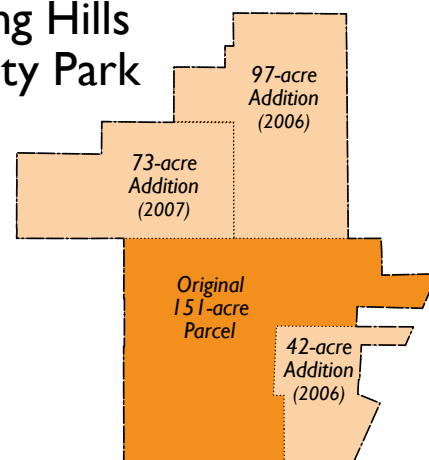 ng Hills
ty Park
97-acre
Addition
(2006)
73-acre
Addition
(2007)
Original
151-acre
Parcel
42-acre
Addition
(2006)